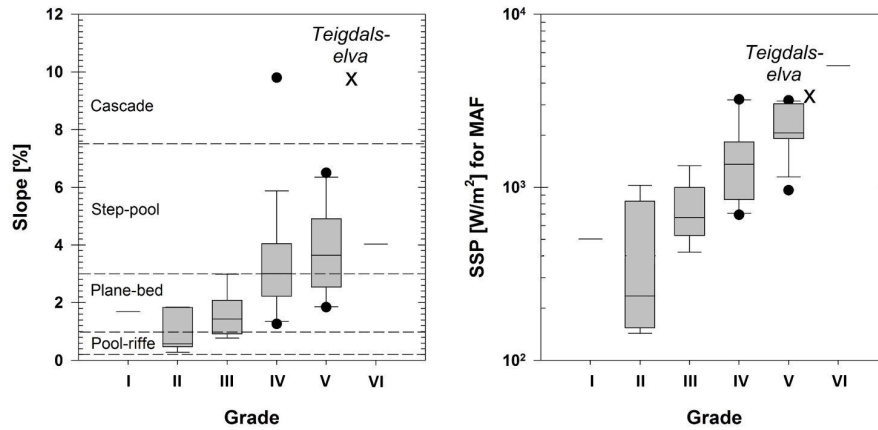 12
10
8
6
4
2
0
Slope [%]
Teigdals-
elva
X
Cascade
Step-pool
Plane-bed
Pool-riffe
I II III IV V VI
Grade
10⁴
10³
10²
SSP [W/m²] for MAF
Teigdals-
elva
X
I II III IV V VI
Grade